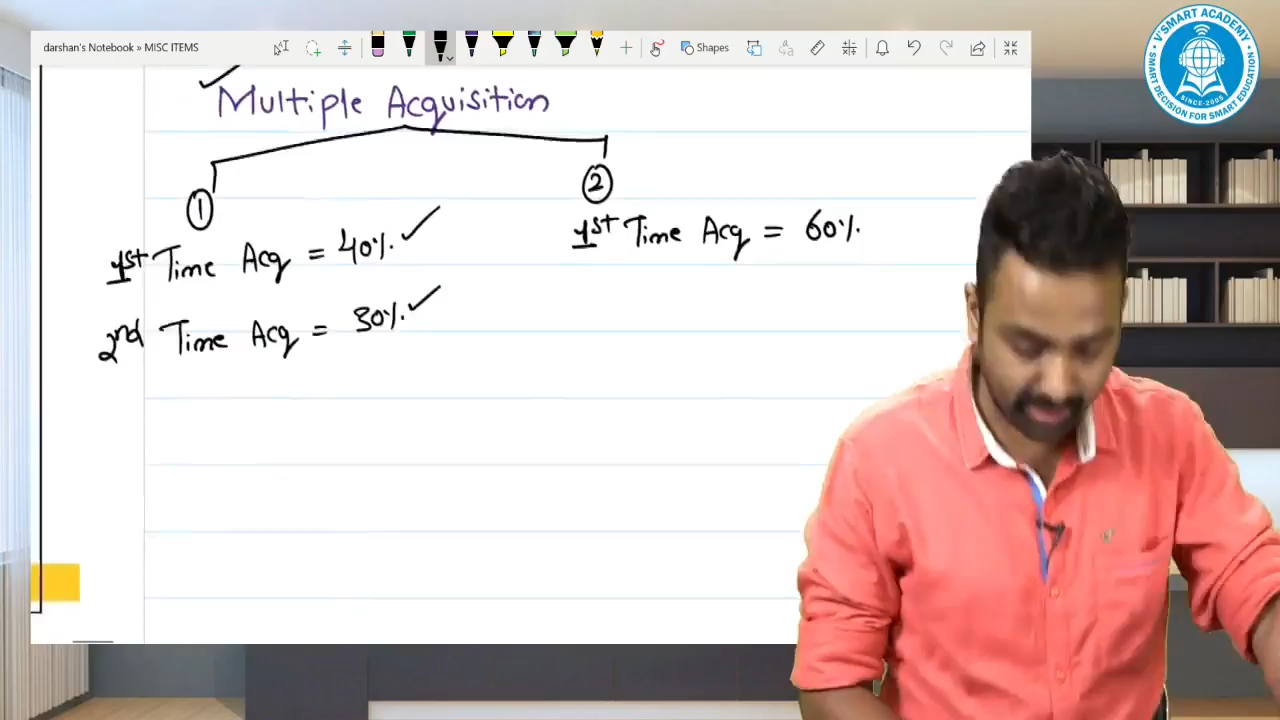 darshan's Notebook » MISC ITEMS
Shapes
V'SMART ACADEMY
SINCE-2005
SMART DECISION FOR SMART EDUCATION
Multiple Acquisition
1
2
1st Time Acq = 40%.
1st Time Acq = 60%.
2nd Time Acq = 30%.